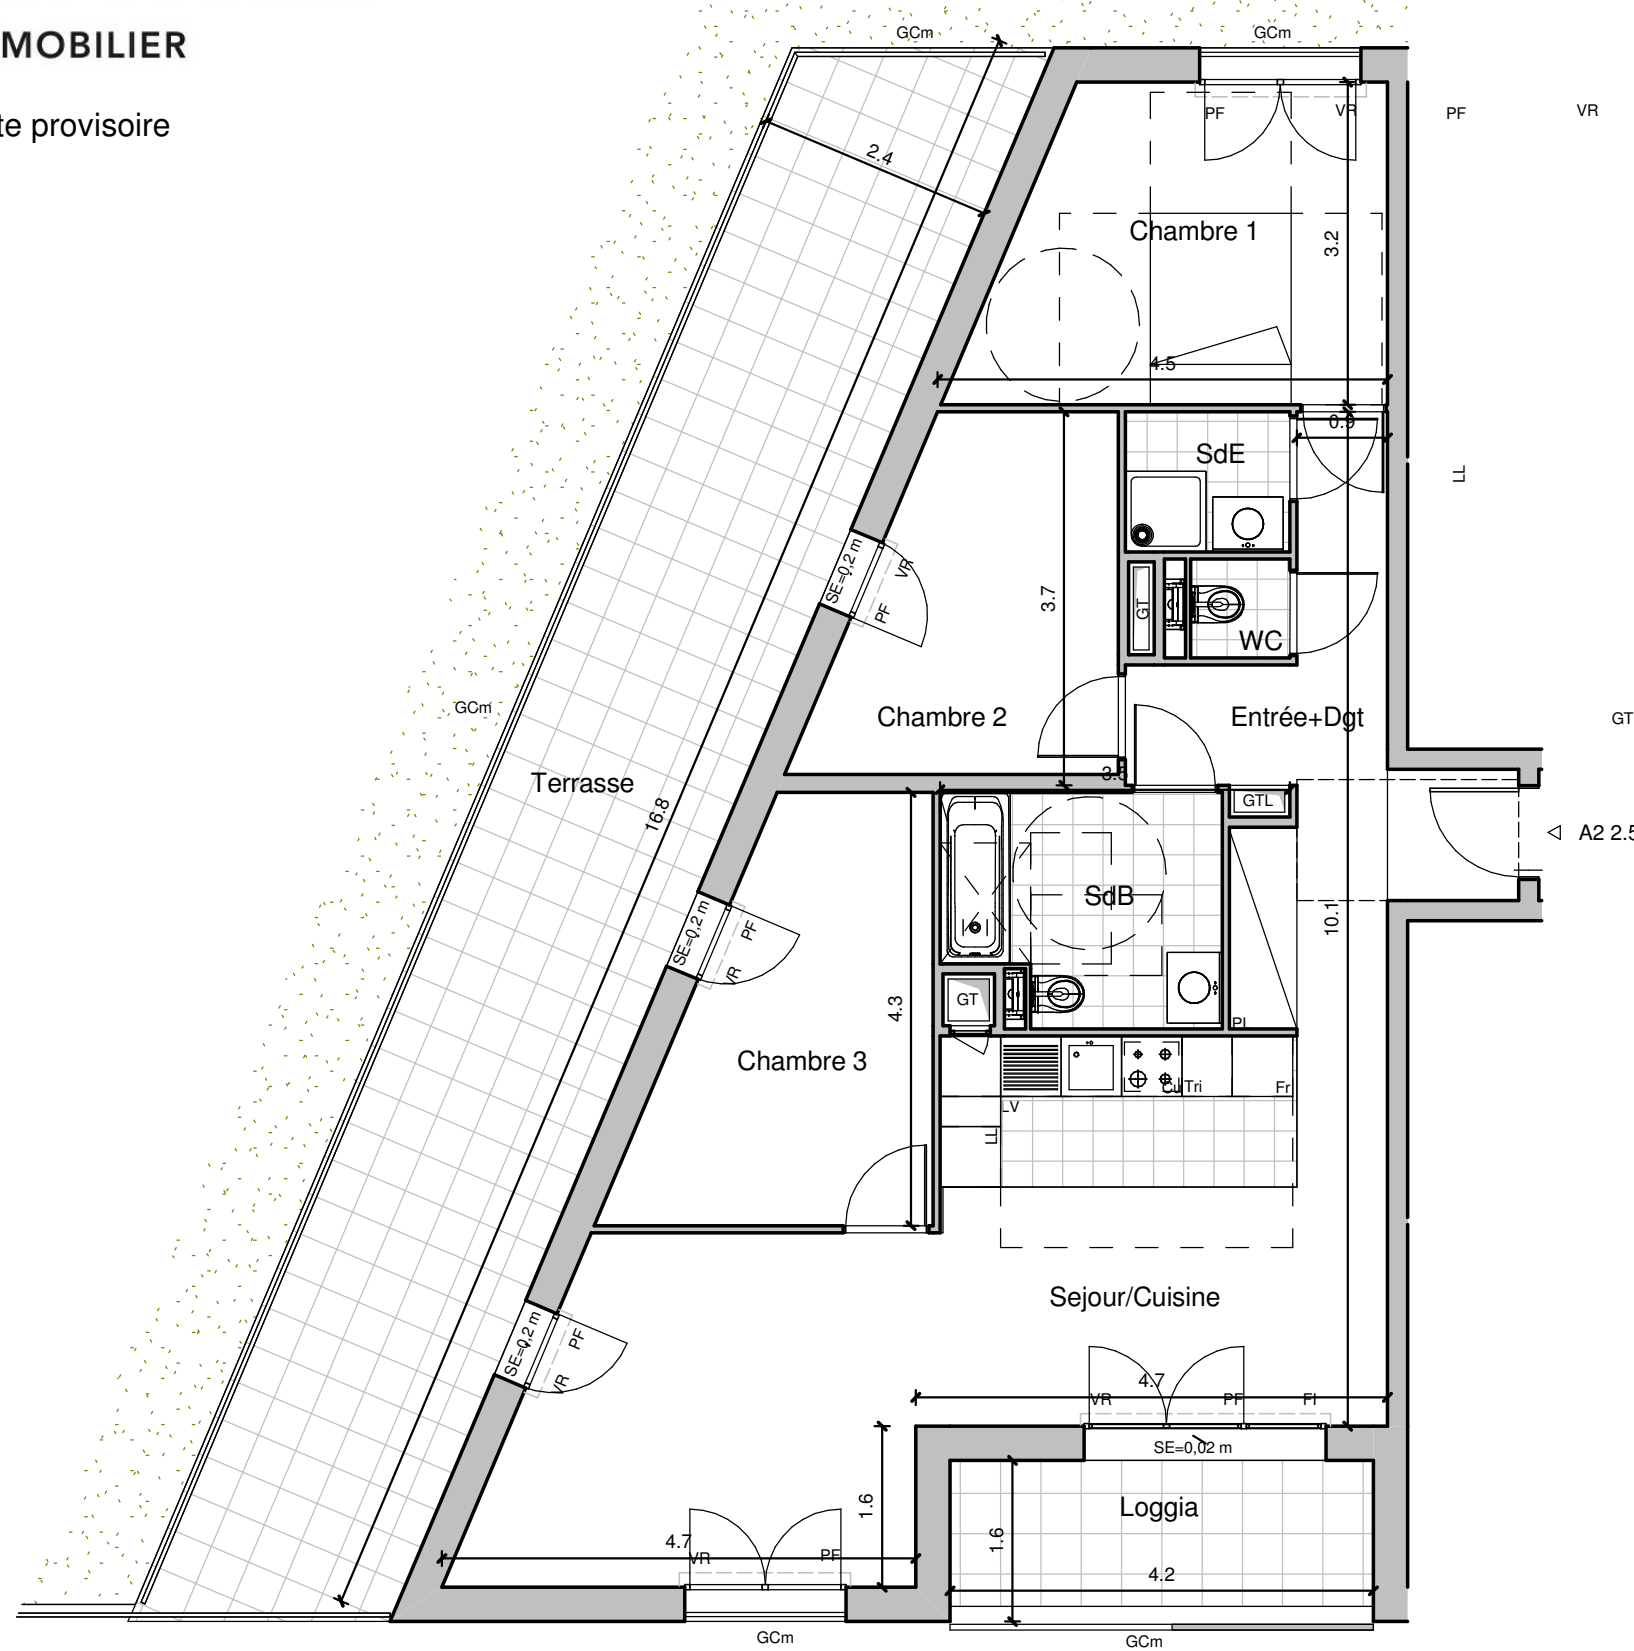 MOBILIER
te provisoire
GCm
GCm
PF
VR
PF
VR
2.4
Chambre 1
3.2
4.5
0.9
SdE
LL
SE=0,2 m
VR
PF
3.7
GT
WC
GCm
Chambre 2
Entrée+Dgt
GT
Terrasse
16.8
GTL
A2 2.5
SE=0,2 m
PF
VR
SdB
10.1
4.3
GT
Pl
Chambre 3
CuTri
Fr
LV
LL
Sejour/Cuisine
SE=0,2 m
PF
VR
4.7
VR
PF
FI
SE=0,02 m
1.6
Loggia
1.6
4.7
VR
PF
4.2
GCm
GCm